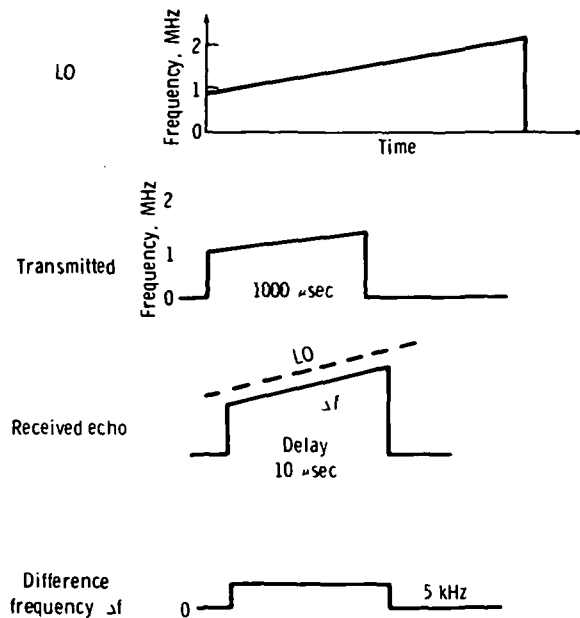 LO
Frequency, MHz
2
1
0
Time
Transmitted
Frequency, MHz
2
1
0
1000 μsec
Received echo
LO
Δf
Delay
10 μsec
Difference
frequency Δf
0
5 kHz